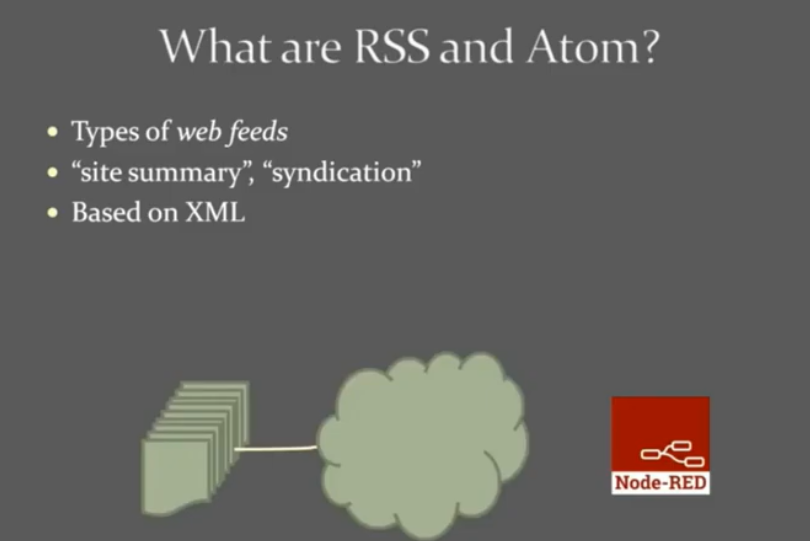 What are RSS and Atom?
• Types of web feeds
• “site summary”, “syndication”
• Based on XML
Node-RED